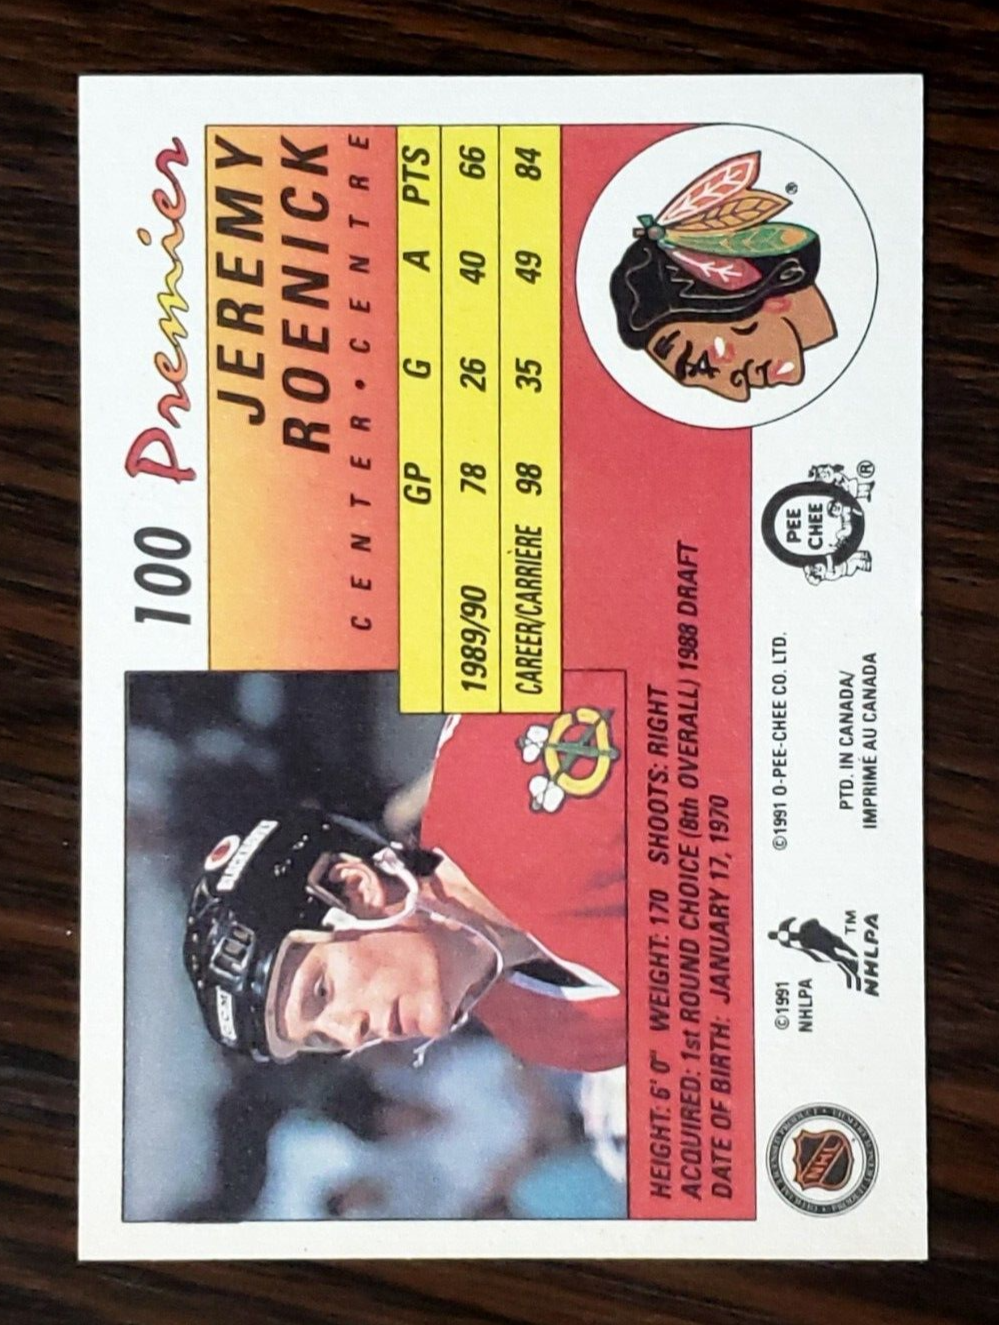 100 Premier
JEREMY
ROENICK
CENTER • CENTRE
GP G A PTS
1989/90 78 26 40 66
CAREER/CARRIÈRE 98 35 49 84
CCM
HEIGHT: 6' 0" WEIGHT: 170 SHOOTS: RIGHT
ACQUIRED: 1st ROUND CHOICE (8th OVERALL) 1988 DRAFT
DATE OF BIRTH: JANUARY 17, 1970
®
NHL
©1991
NHLPA
NHLPA
TM
©1991 O-PEE-CHEE CO. LTD.
PTD. IN CANADA/
IMPRIMÉ AU CANADA
O
PEE
CHEE
®